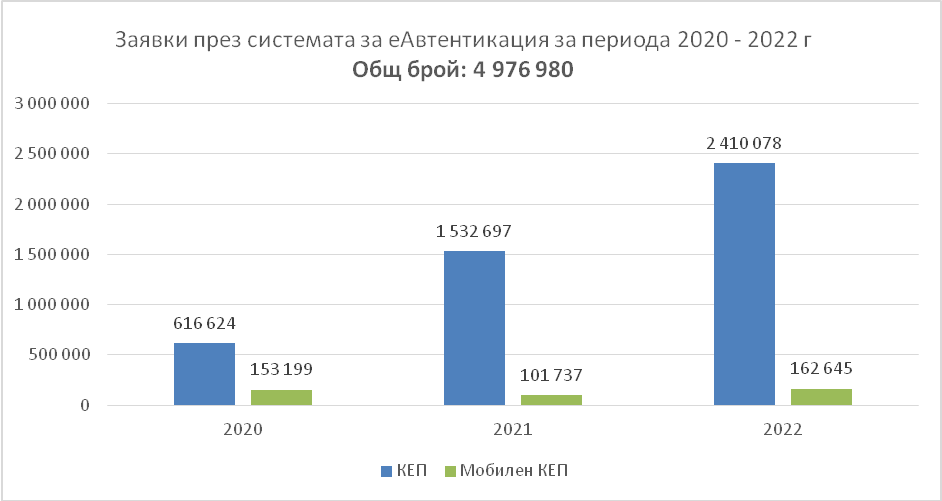 Заявки през системата за еАвтентикация за периода 2020 - 2022 г
Общ брой: 4 976 980
3 000 000
2 500 000
2 000 000
1 500 000
1 000 000
500 000
0
616 624
153 199
1 532 697
101 737
2 410 078
162 645
2020
2021
2022
КЕП
Мобилен КЕП